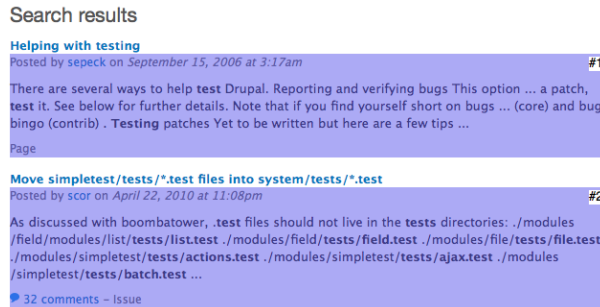 Search results
Helping with testing
Posted by sepeck on September 15, 2006 at 3:17am
#1
There are several ways to help test Drupal. Reporting and verifying bugs This option ... a patch,
test it. See below for further details. Note that if you find yourself short on bugs ... (core) and bug
bingo (contrib) . Testing patches Yet to be written but here are a few tips ...
Page
Move simpletest/tests/*.test files into system/tests/*.test
Posted by scor on April 22, 2010 at 11:08pm
#2
As discussed with boombatower, .test files should not live in the tests directories: ./modules
/field/modules/list/tests/list.test ./modules/field/tests/field.test ./modules/file/tests/file.test
./modules/simpletest/tests/actions.test ./modules/simpletest/tests/ajax.test ./modules
/simpletest/tests/batch.test ...
32 comments – Issue